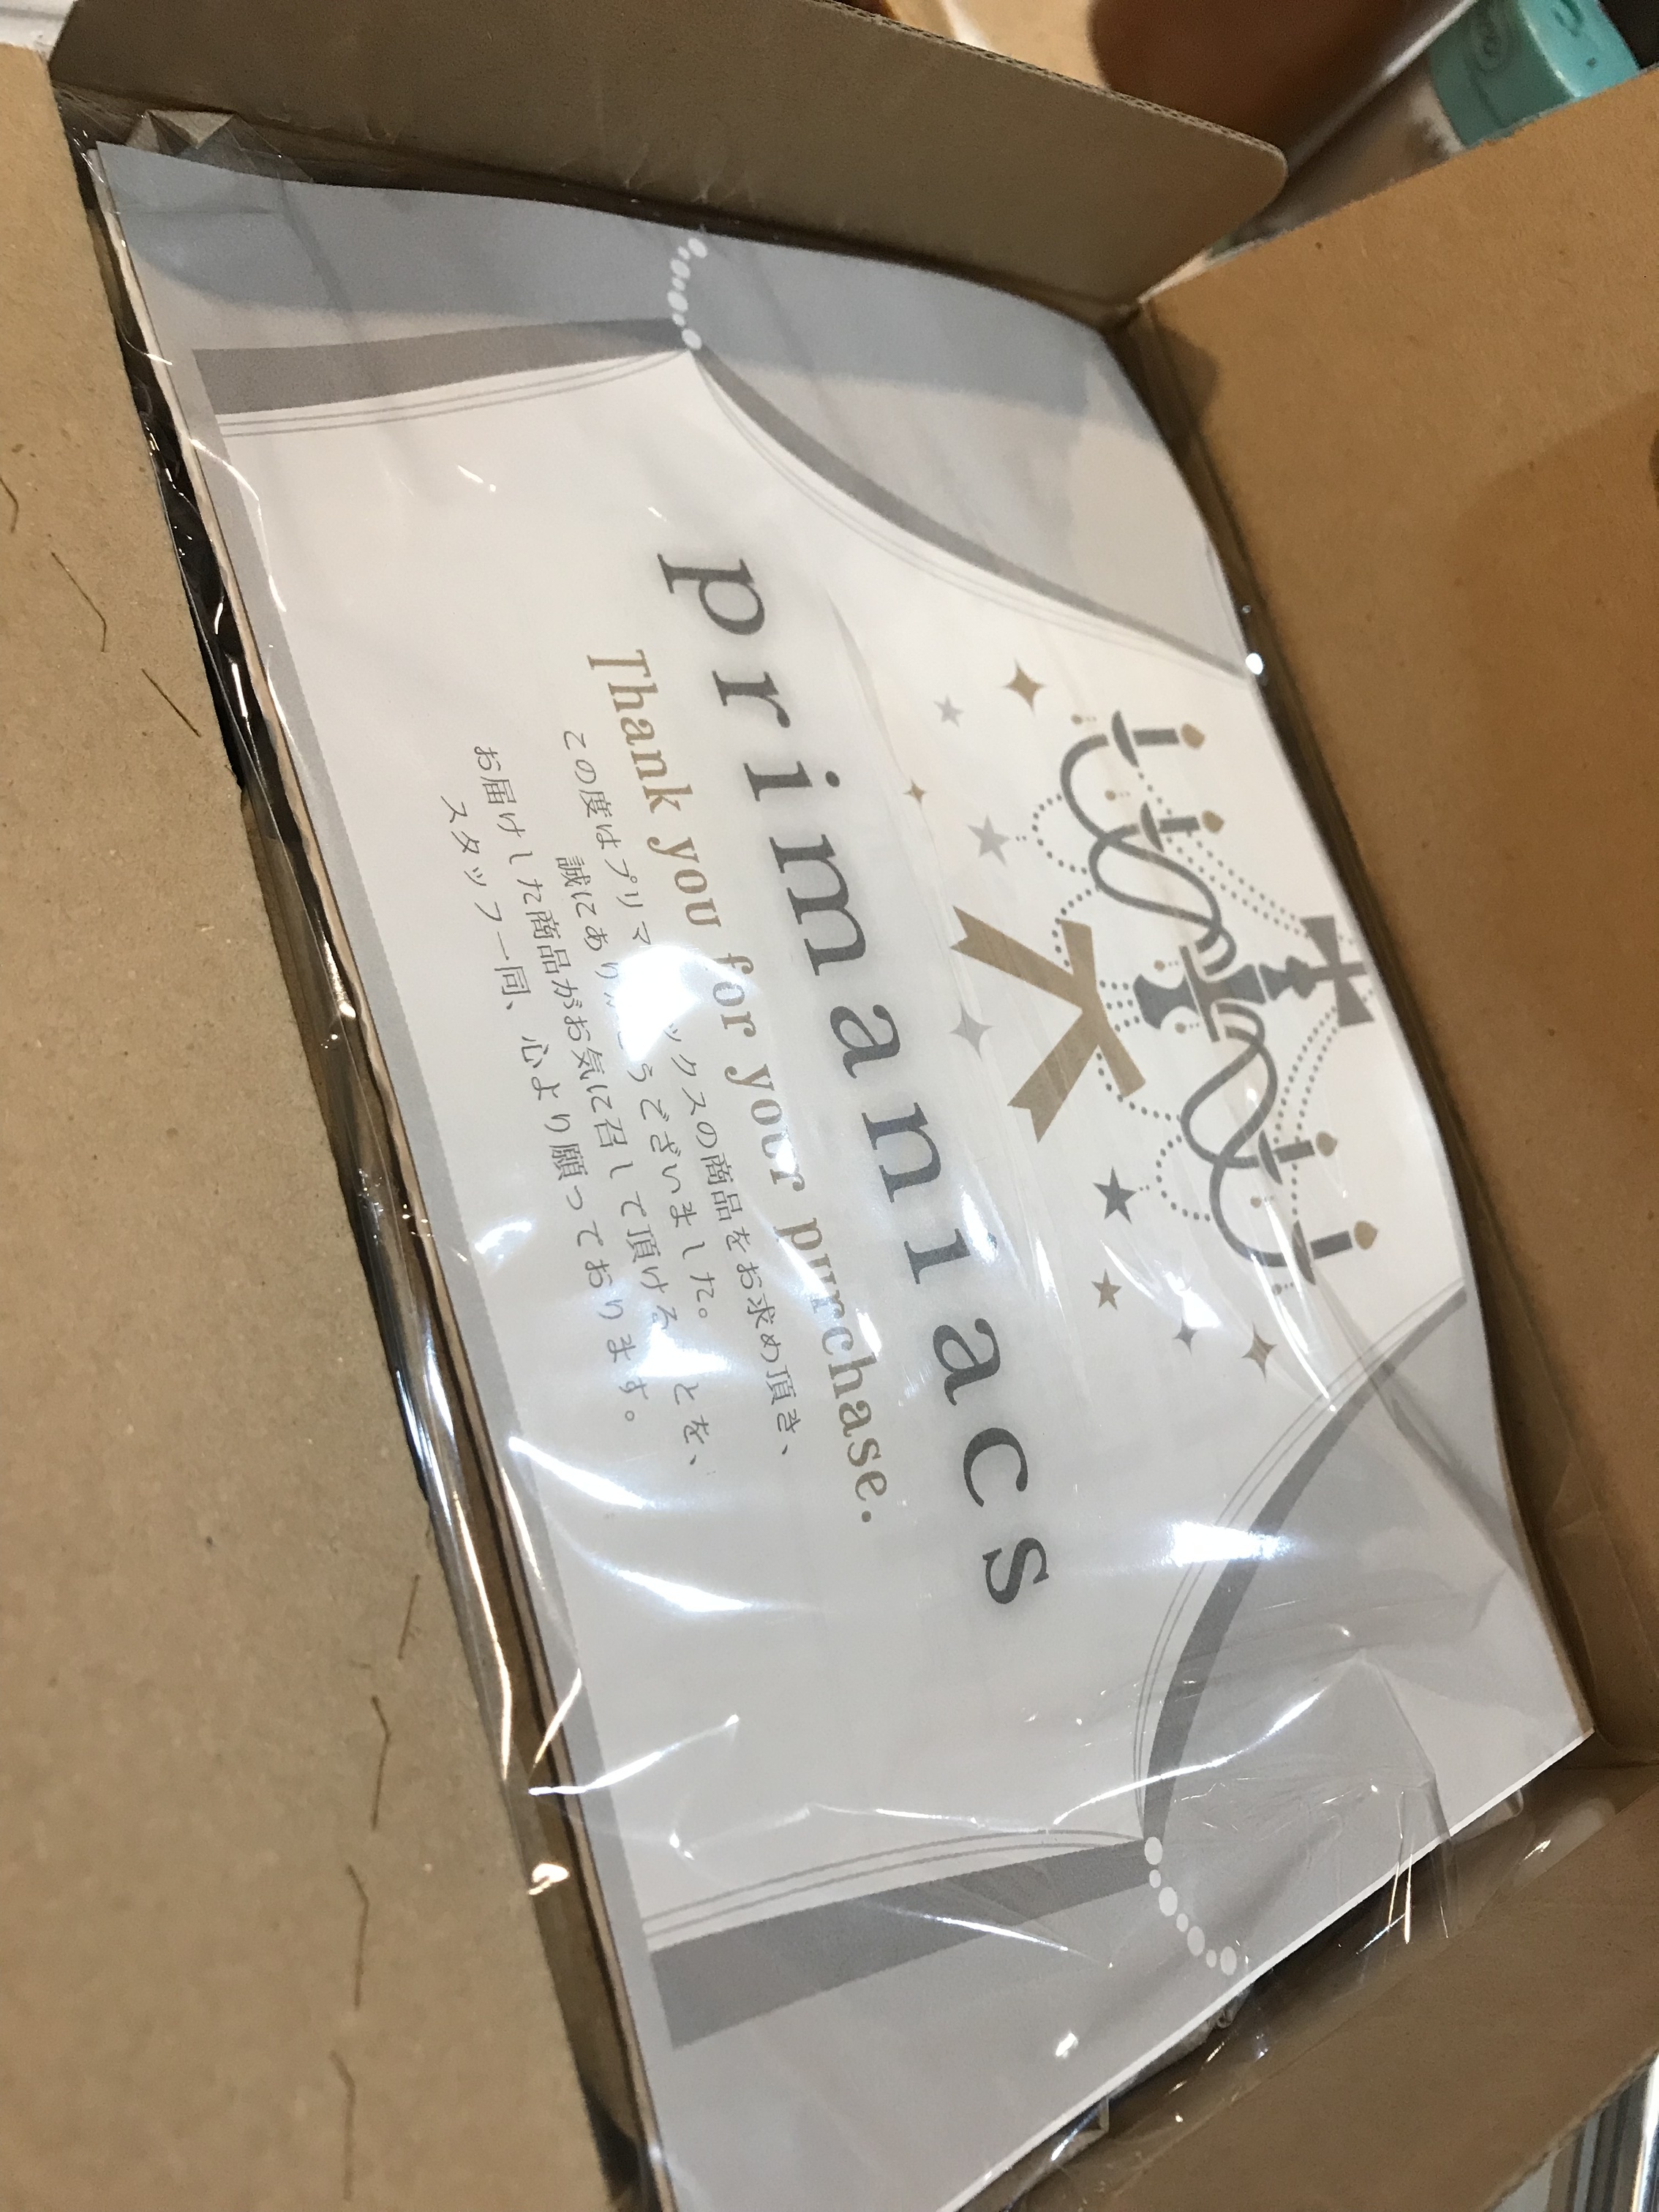 primaniacs
Thank you for your purchase.
この度はプリマ ックスの商品をお求め頂き、
誠にあり うございました。
お届けした商品がお気に召して頂ける とを、
スタッフ一同、心より願っております。